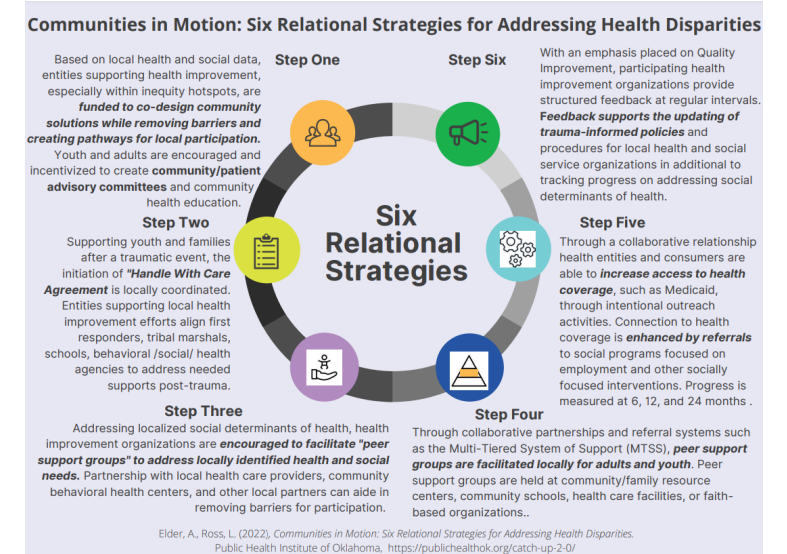 Communities in Motion: Six Relational Strategies for Addressing Health Disparities
Step One
Based on local health and social data,
entities supporting health improvement,
especially within inequity hotspots, are
funded to co-design community
solutions while removing barriers and
creating pathways for local participation.
Youth and adults are encouraged and
incentivized to create community/patient
advisory committees and community
health education.
Step Two
Supporting youth and families
after a traumatic event, the
initiation of "Handle With Care
Agreement is locally coordinated.
Entities supporting local health
improvement efforts align first
responders, tribal marshals,
schools, behavioral /social/ health
agencies to address needed
supports post-trauma.
Step Three
Addressing localized social determinants of health, health
improvement organizations are encouraged to facilitate "peer
support groups" to address locally identified health and social
needs. Partnership with local health care providers, community
behavioral health centers, and other local partners can aide in
removing barriers for participation.
Six
Relational
Strategies
Step Six
With an emphasis placed on Quality
Improvement, participating health
improvement organizations provide
structured feedback at regular intervals.
Feedback supports the updating of
trauma-informed policies and
procedures for local health and social
service organizations in additional to
tracking progress on addressing social
determinants of health.
Step Five
Through a collaborative relationship
health entities and consumers are
able to increase access to health
coverage, such as Medicaid,
through intentional outreach
activities. Connection to health
coverage is enhanced by referrals
to social programs focused on
employment and other socially
focused interventions. Progress is
measured at 6, 12, and 24 months .
Step Four
Through collaborative partnerships and referral systems such
as the Multi-Tiered System of Support (MTSS), peer support
groups are facilitated locally for adults and youth. Peer
support groups are held at community/family resource
centers, community schools, health care facilities, or faith-
based organizations..
Elder, A., Ross, L. (2022), Communities in Motion: Six Relational Strategies for Addressing Health Disparities.
Public Health Institute of Oklahoma, https://publichealthok.org/catch-up-2-0/